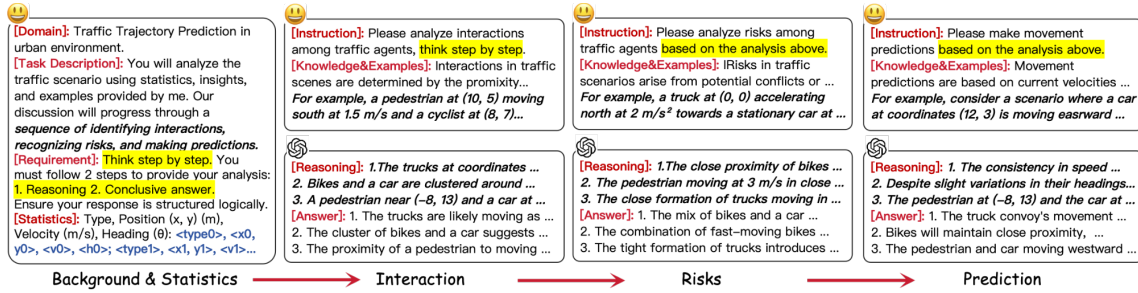 [Domain]: Traffic Trajectory Prediction in
urban environment.
[Task Description]: You will analyze the
traffic scenario using statistics, insights,
and examples provided by me. Our
discussion will progress through a
sequence of identifying interactions,
recognizing risks, and making predictions.
[Requirement]: Think step by step. You
must follow 2 steps to provide your analysis:
1. Reasoning 2. Conclusive answer.
Ensure your response is structured logically.
[Statistics]: Type, Position (x, y) (m),
Velocity (m/s), Heading (θ): <type0>, <x0,
y0>, <v0>, <h0>; <type1>, <x1, y1>, <v1>...
Background & Statistics
[Instruction]: Please analyze interactions
among traffic agents, think step by step.
[Knowledge&Examples]: Interactions in traffic
scenes are determined by the promixity...
For example, a pedestrian at (10, 5) moving
south at 1.5 m/s and a cyclist at (8, 7)...
[Reasoning]: 1.The trucks at coordinates ...
2. Bikes and a car are clustered around ...
3. A pedestrian near (−8, 13) and a car at ...
[Answer]: 1. The trucks are likely moving as ...
2. The cluster of bikes and a car suggests ...
3. The proximity of a pedestrian to moving ...
Interaction
[Instruction]: Please analyze risks among
traffic agents based on the analysis above.
[Knowledge&Examples]: lRisks in traffic
scenarios arise from potential conflicts or ...
For example, a truck at (0, 0) accelerating
north at 2 m/s² towards a stationary car at ...
[Reasoning]: 1.The close proximity of bikes ...
2. The pedestrian moving at 3 m/s in close ...
3. The close formation of trucks moving in ...
[Answer]: 1. The mix of bikes and a car ...
2. The combination of fast-moving bikes ...
3. The tight formation of trucks introduces ...
Risks
[Instruction]: Please make movement
predictions based on the analysis above.
[Knowledge&Examples]: Movement
predictions are based on current velocities ...
For example, consider a scenario where a car
at coordinates (12, 3) is moving easrward ...
[Reasoning]: 1. The consistency in speed ...
2. Despite slight variations in their headings...
3. The pedestrian at (−8, 13) and the car at ...
[Answer]: 1. The truck convoy's movement ...
2. Bikes will maintain close proximity, ...
3. The pedestrian and car moving westward ...
Prediction